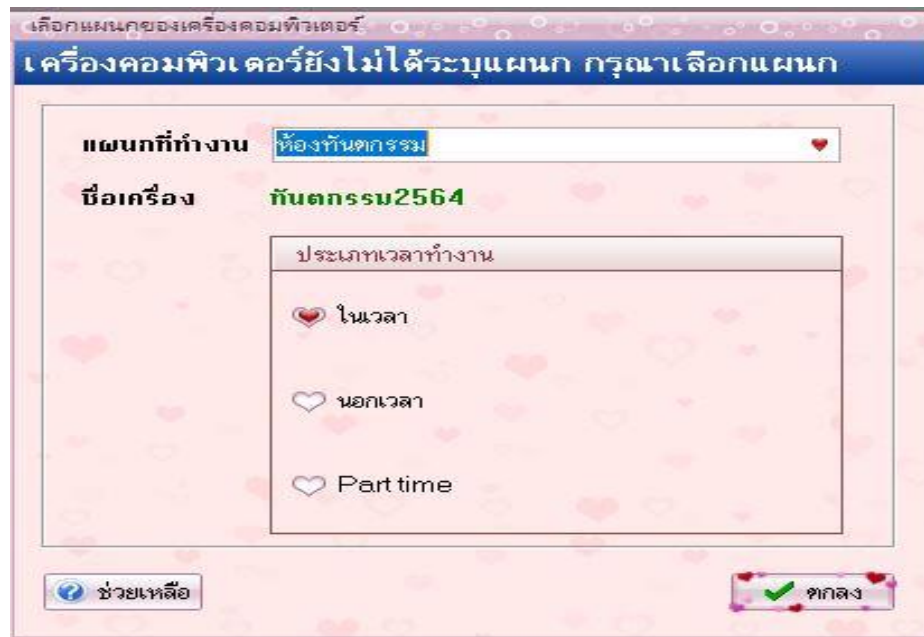 เลือกแผนกของเครื่องคอมพิวเตอร์
เครื่องคอมพิวเตอร์ยังไม่ได้ระบุแผนก กรุณาเลือกแผนก
แผนกที่ทำงาน ห้องทันตกรรม
ชื่อเครื่อง ทันตกรรม2564
ประเภทเวลาทำงาน
ในเวลา
นอกเวลา
Part time
ช่วยเหลือ ตกลง